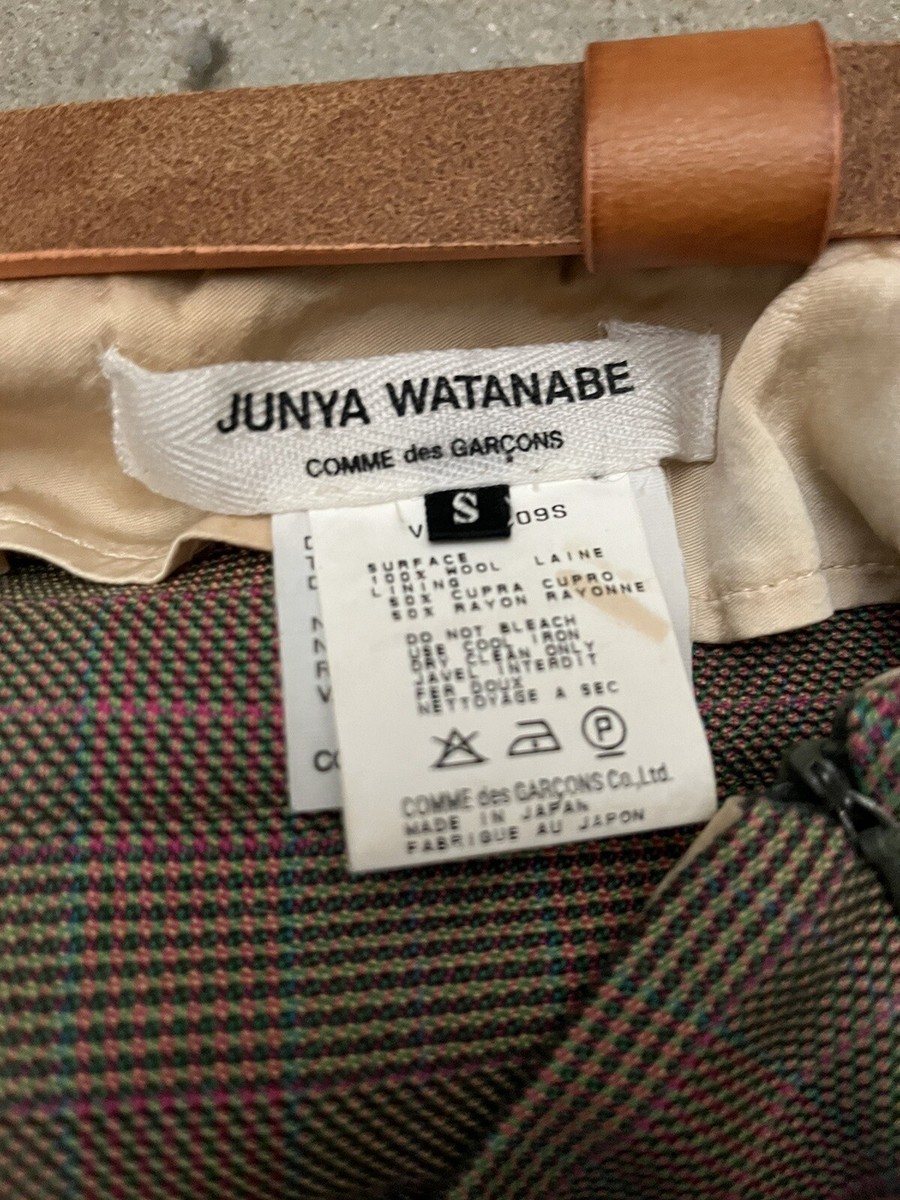 JUNYA WATANABE
COMME des GARÇONS
S
09S
SURFACE
100% WOOL LAINE
LINING
50% CUPRA CUPRO
50% RAYON RAYONNE
DO NOT BLEACH
USE COOL IRON
DRY CLEAN ONLY
JAVEL INTERDIT
FER DOUX
NETTOYAGE A SEC
P
COMME des GARÇONS Co.,Ltd.
MADE IN JAPAN
FABRIQUE AU JAPON